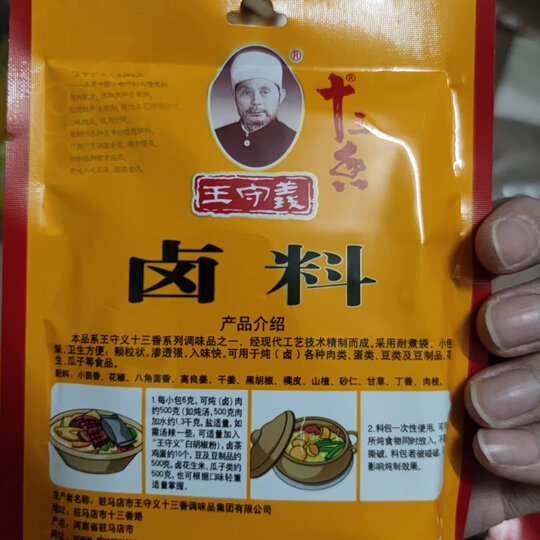 ®
十三香®
王守義
卤料
产品介绍
本品系王守义十三香系列调味品之一，经现代工艺技术精制而成。采用耐煮袋、小包
装、卫生方便；颗粒状，渗透强，入味快。可用于炖（卤）各种肉类、蛋类、豆类及豆制品、花
生、瓜子等食品。
配料：小茴香、花椒、八角茴香、高良姜、干姜、黑胡椒、橘皮、山楂、砂仁、甘草、丁香、肉桂
1.每小包6克，可炖（卤）肉
约500克（如炖汤，500克肉
加水约1.3千克，盐适量，如
需汤辣一些，可适量加入
“王守义”白胡椒粉），卤茶
鸡蛋约10个，豆及豆制品约
500克，卤花生米、瓜子类约
500克，也可根据口味轻重
适量掌握。
2.料包一次性使用，可
所炖食物同时放入，不
撕破，料包若被碰破
影响炖制效果。
生产者名称：驻马店市王守义十三香调味品集团有限公司
地址：驻马店市十三香路
产地：河南省驻马店市